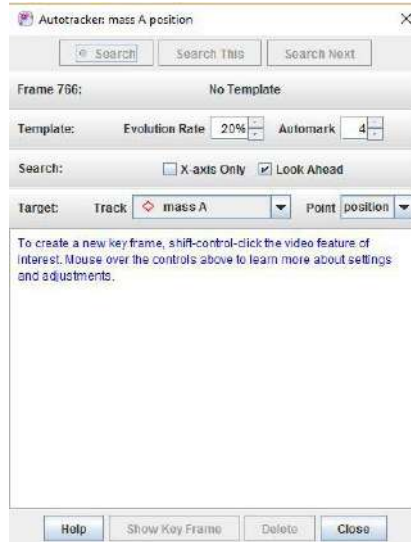 Autotracker: mass A position
Search Search This Search Next
Frame 766: No Template
Template: Evolution Rate 20% Automark 4
Search: X-axis Only Look Ahead
Target: Track mass A Point position
To create a new key frame, shift-control-click the video feature of
interest. Mouse over the controls above to learn more about settings
and adjustments.
Help Show Key Frame Delete Close